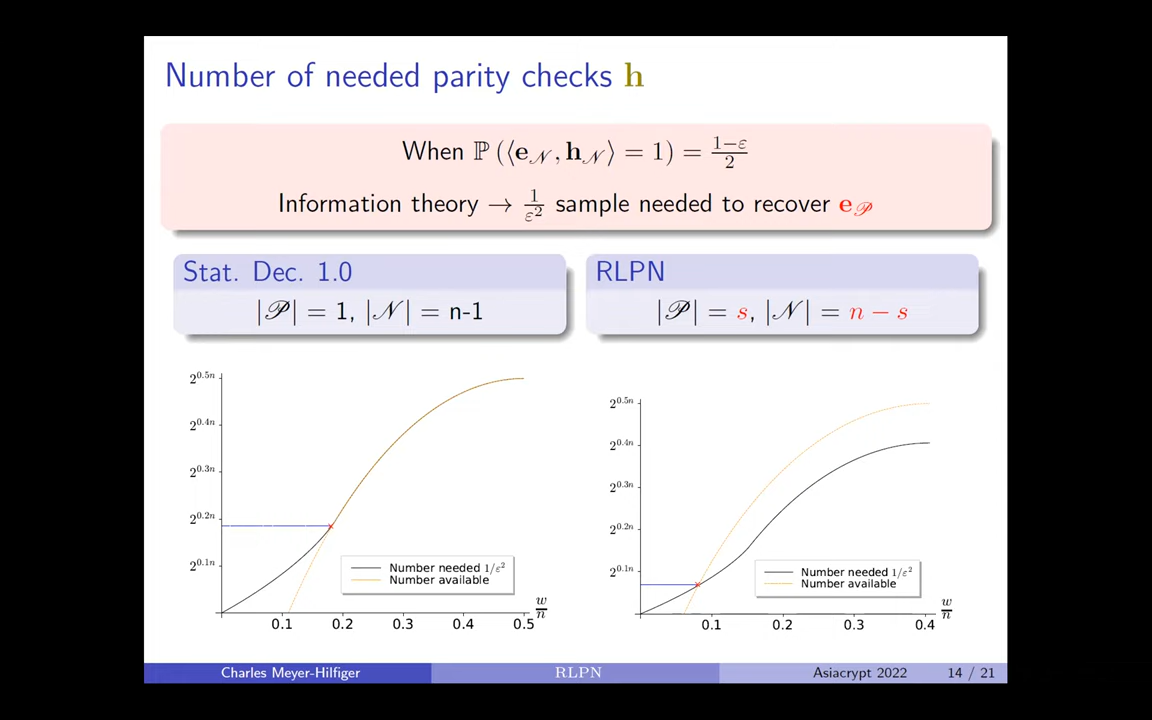 Number of needed parity checks h
When ℙ (⟨e_𝒩, h_𝒩⟩ = 1) = (1−ε)/2
Information theory → 1/ε² sample needed to recover e_𝒫
Stat. Dec. 1.0
|𝒫| = 1, |𝒩| = n-1
RLPN
|𝒫| = s, |𝒩| = n − s
2^0.5n
2^0.4n
2^0.3n
2^0.2n
2^0.1n
Number needed 1/ε²
Number available
0.1 0.2 0.3 0.4 0.5
w/n
2^0.5n
2^0.4n
2^0.3n
2^0.2n
2^0.1n
Number needed 1/ε²
Number available
0.1 0.2 0.3 0.4
w/n
Charles Meyer-Hilfiger RLPN Asiacrypt 2022 14 / 21